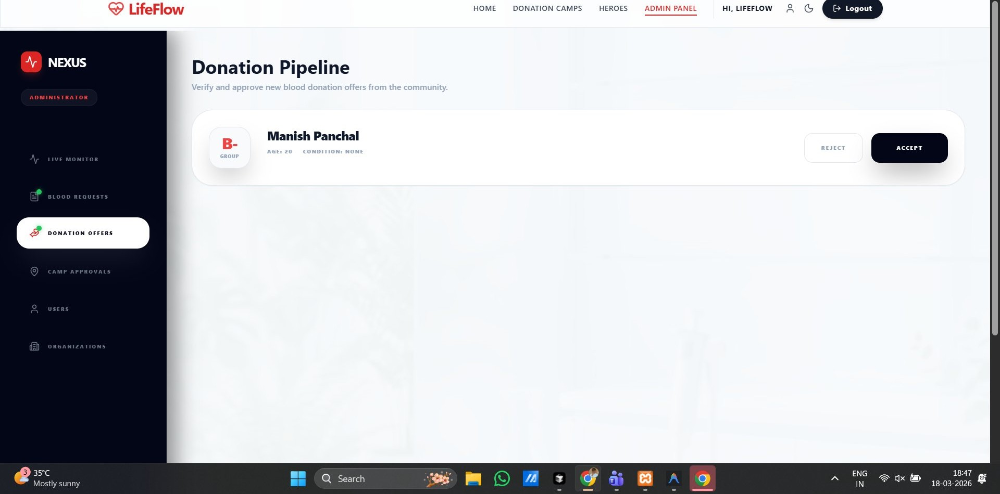 LifeFlow
HOME DONATION CAMPS HEROES ADMIN PANEL HI, LIFEFLOW Logout
NEXUS
ADMINISTRATOR
LIVE MONITOR
BLOOD REQUESTS
DONATION OFFERS
CAMP APPROVALS
USERS
ORGANIZATIONS
Donation Pipeline
Verify and approve new blood donation offers from the community.
B-
GROUP
Manish Panchal
AGE: 20 CONDITION: NONE
REJECT ACCEPT
3
35°C
Mostly sunny
Search
ENG
IN
18:47
18-03-2026